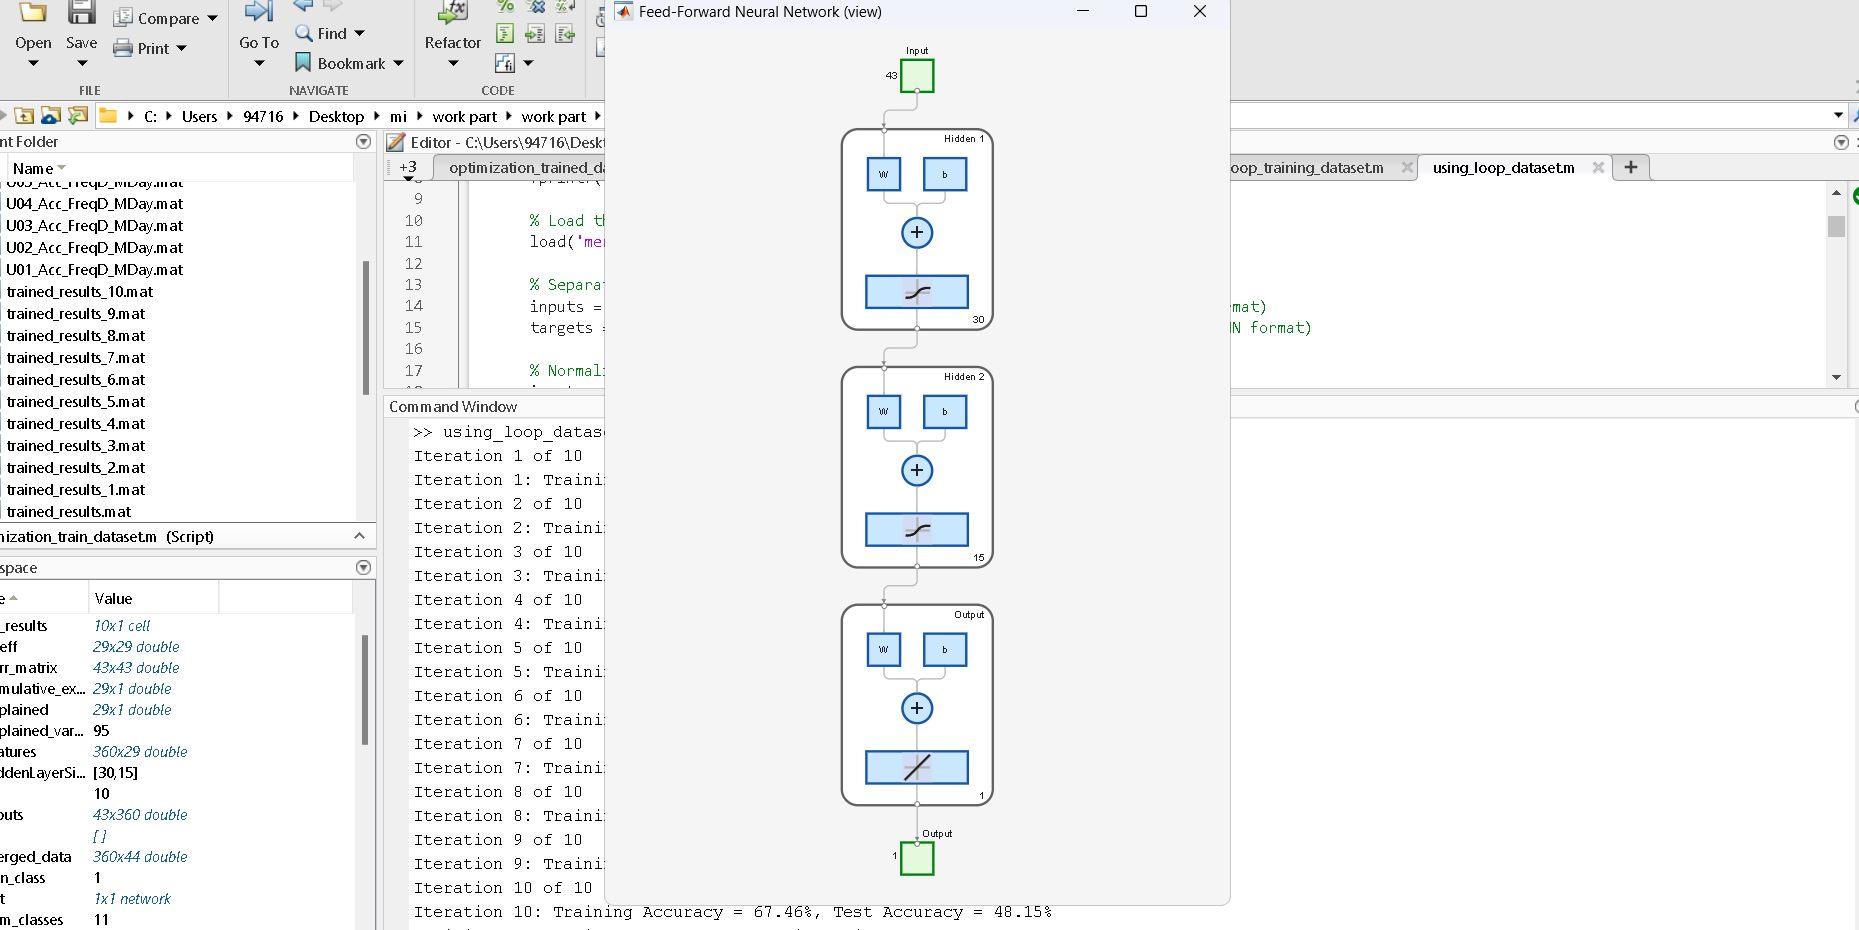 Feed-Forward Neural Network (view)
Open
Save
Compare
Print
FILE
Go To
Find
Bookmark
NAVIGATE
Refactor
CODE
C: Users 94716 Desktop mi work part work part
nt Folder
Name
U05_Acc_FreqD_MDay.mat
U04_Acc_FreqD_MDay.mat
U03_Acc_FreqD_MDay.mat
U02_Acc_FreqD_MDay.mat
U01_Acc_FreqD_MDay.mat
trained_results_10.mat
trained_results_9.mat
trained_results_8.mat
trained_results_7.mat
trained_results_6.mat
trained_results_5.mat
trained_results_4.mat
trained_results_3.mat
trained_results_2.mat
trained_results_1.mat
trained_results.mat
nization_train_dataset.m (Script)
space
e Value
_results 10x1 cell
eff 29x29 double
rr_matrix 43x43 double
mulative_ex... 29x1 double
plained 29x1 double
plained_var... 95
atures 360x29 double
ddenLayerSi... [30,15]
10
outs 43x360 double
[]
erged_data 360x44 double
n_class 1
t 1x1 network
m_classes 11
Editor - C:\Users\94716\Deskt
+3 optimization_trained_da
oop_training_dataset.m
using_loop_dataset.m
+
9
10 % Load th
11 load('mer
12
13 % Separat
14 inputs = mat)
15 targets = N format)
16
17 % Normali
Command Window
>> using_loop_datase
Iteration 1 of 10
Iteration 1: Traini
Iteration 2 of 10
Iteration 2: Traini
Iteration 3 of 10
Iteration 3: Traini
Iteration 4 of 10
Iteration 4: Traini
Iteration 5 of 10
Iteration 5: Traini
Iteration 6 of 10
Iteration 6: Traini
Iteration 7 of 10
Iteration 7: Traini
Iteration 8 of 10
Iteration 8: Traini
Iteration 9 of 10
Iteration 9: Traini
Iteration 10 of 10
Iteration 10: Training Accuracy = 67.46%, Test Accuracy = 48.15%
Input
43
Hidden 1
W b
+
30
Hidden 2
W b
+
15
Output
W b
+
1
Output
1